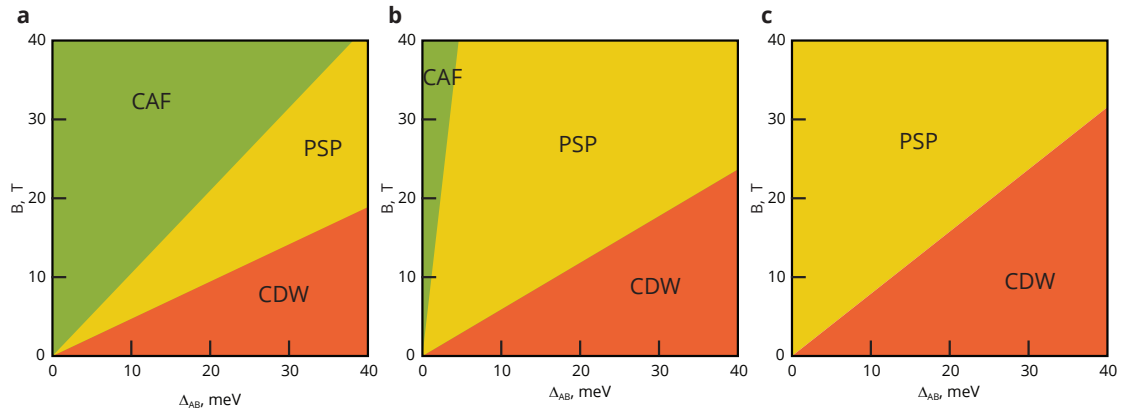 a
40
30
20
10
0
B, T
CAF
PSP
CDW
0 10 20 30 40
Δ_AB, meV
b
40
30
20
10
0
B, T
CAF
PSP
CDW
0 10 20 30 40
Δ_AB, meV
c
40
30
20
10
0
B, T
PSP
CDW
0 10 20 30 40
Δ_AB, meV